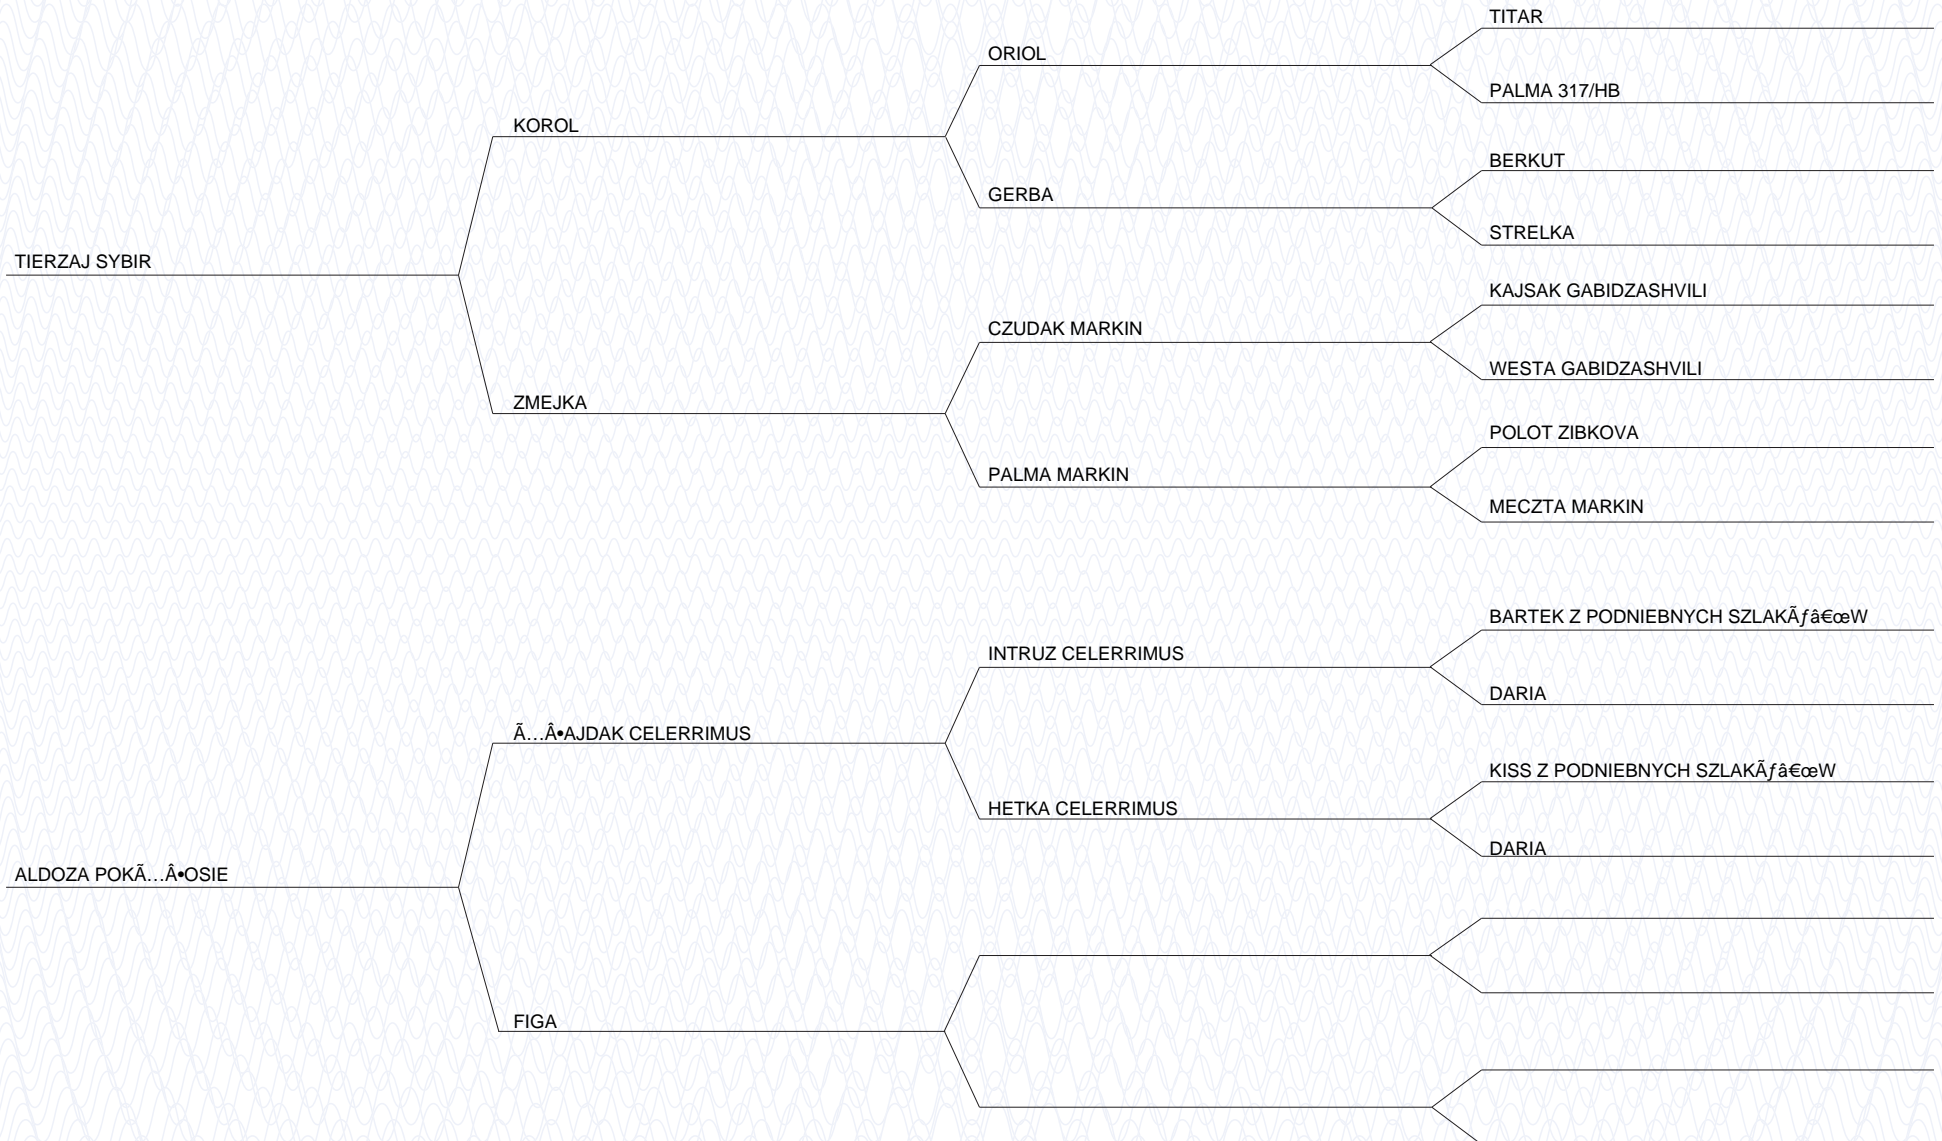 TITAR
ORIOL
PALMA 317/HB
KOROL
BERKUT
GERBA
STRELKA
TIERZAJ SYBIR
KAJSAK GABIDZASHVILI
CZUDAK MARKIN
WESTA GABIDZASHVILI
ZMEJKA
POLOT ZIBKOVA
PALMA MARKIN
MECZTA MARKIN
BARTEK Z PODNIEBNYCH SZLAKÃƒâ€œW
INTRUZ CELERRIMUS
DARIA
Ã…Â•AJDAK CELERRIMUS
KISS Z PODNIEBNYCH SZLAKÃƒâ€œW
HETKA CELERRIMUS
DARIA
ALDOZA POKÃ…Â•OSIE
FIGA